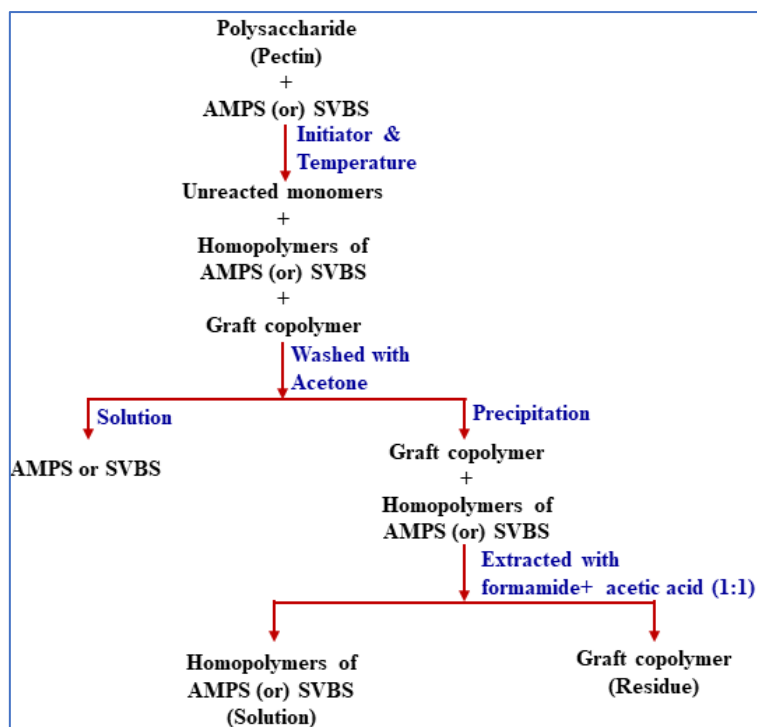 Polysaccharide
(Pectin)
+
AMPS (or) SVBS
Initiator &
Temperature
Unreacted monomers
+
Homopolymers of
AMPS (or) SVBS
+
Graft copolymer
Washed with
Acetone
Solution
Precipitation
AMPS or SVBS
Graft copolymer
+
Homopolymers of
AMPS (or) SVBS
Extracted with
formamide+ acetic acid (1:1)
Homopolymers of
AMPS (or) SVBS
(Solution)
Graft copolymer
(Residue)